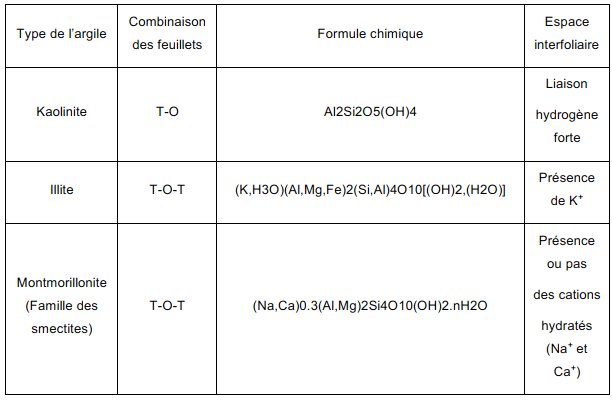 Type de l'argile
Combinaison
des feuillets
Formule chimique
Espace
interfoliaire
Kaolinite
T-O
Al2Si2O5(OH)4
Liaison
hydrogène
forte
Illite
T-O-T
(K,H3O)(Al,Mg,Fe)2(Si,Al)4O10[(OH)2,(H2O)]
Présence
de K⁺
Montmorillonite
(Famille des
smectites)
T-O-T
(Na,Ca)0.3(Al,Mg)2Si4O10(OH)2.nH2O
Présence
ou pas
des cations
hydratés
(Na⁺ et
Ca⁺)